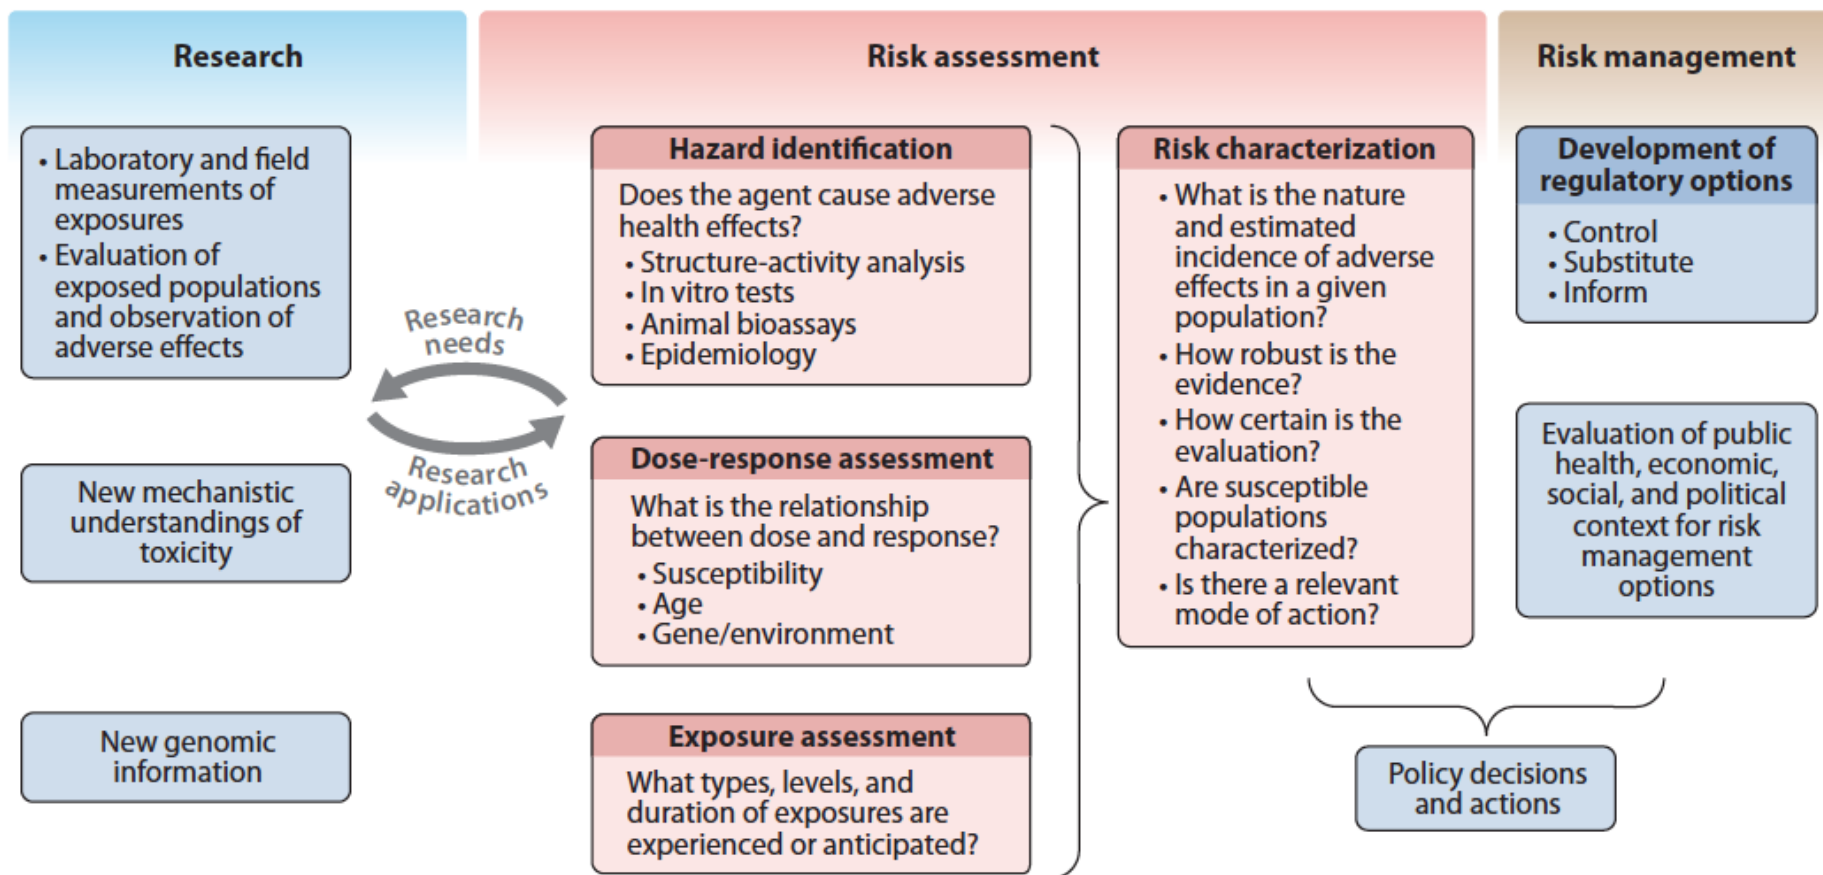 Research
Risk assessment
Risk management
• Laboratory and field
measurements of
exposures
• Evaluation of
exposed populations
and observation of
adverse effects
New mechanistic
understandings of
toxicity
New genomic
information
Research
needs
Research
applications
Hazard identification
Does the agent cause adverse
health effects?
• Structure-activity analysis
• In vitro tests
• Animal bioassays
• Epidemiology
Dose-response assessment
What is the relationship
between dose and response?
• Susceptibility
• Age
• Gene/environment
Exposure assessment
What types, levels, and
duration of exposures are
experienced or anticipated?
Risk characterization
• What is the nature
and estimated
incidence of adverse
effects in a given
population?
• How robust is the
evidence?
• How certain is the
evaluation?
• Are susceptible
populations
characterized?
• Is there a relevant
mode of action?
Development of
regulatory options
• Control
• Substitute
• Inform
Evaluation of public
health, economic,
social, and political
context for risk
management
options
Policy decisions
and actions